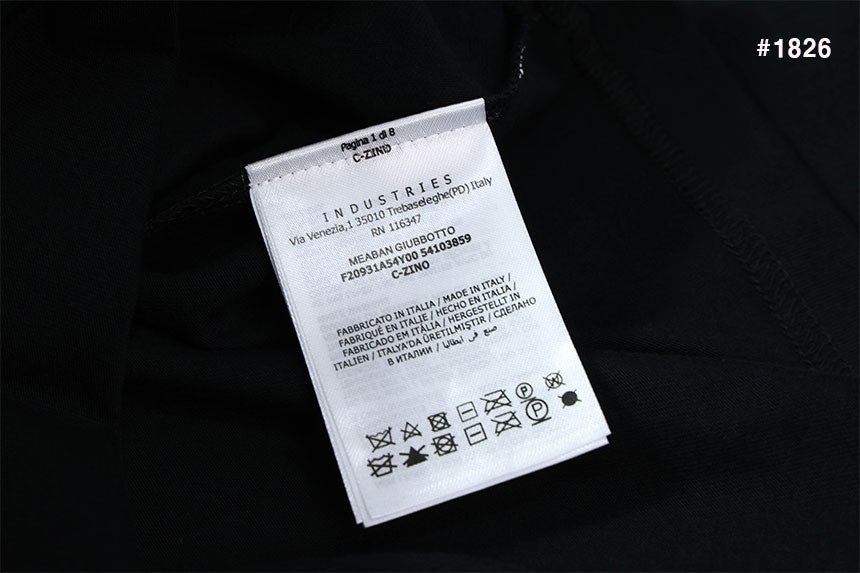 #1826
Pagina 1 di 8
C-ZINO
INDUSTRIES
Via Venezia,1 35010 Trebaseleghe(PD) Italy
RN 116347
MEABAN GIUBBOTTO
F20931A54Y00 54103859
C-ZINO
FABBRICATO IN ITALIA / MADE IN ITALY /
FABRIQUÉ EN ITALIE / HECHO EN ITALIA /
FABRICADO EM ITÁLIA / HERGESTELLT IN
ITALIEN / ITALYA'DA ÜRETILMIŞTIR / СДЕЛАНО
В ИТАЛИИ / صنع في ايطاليا
P
P